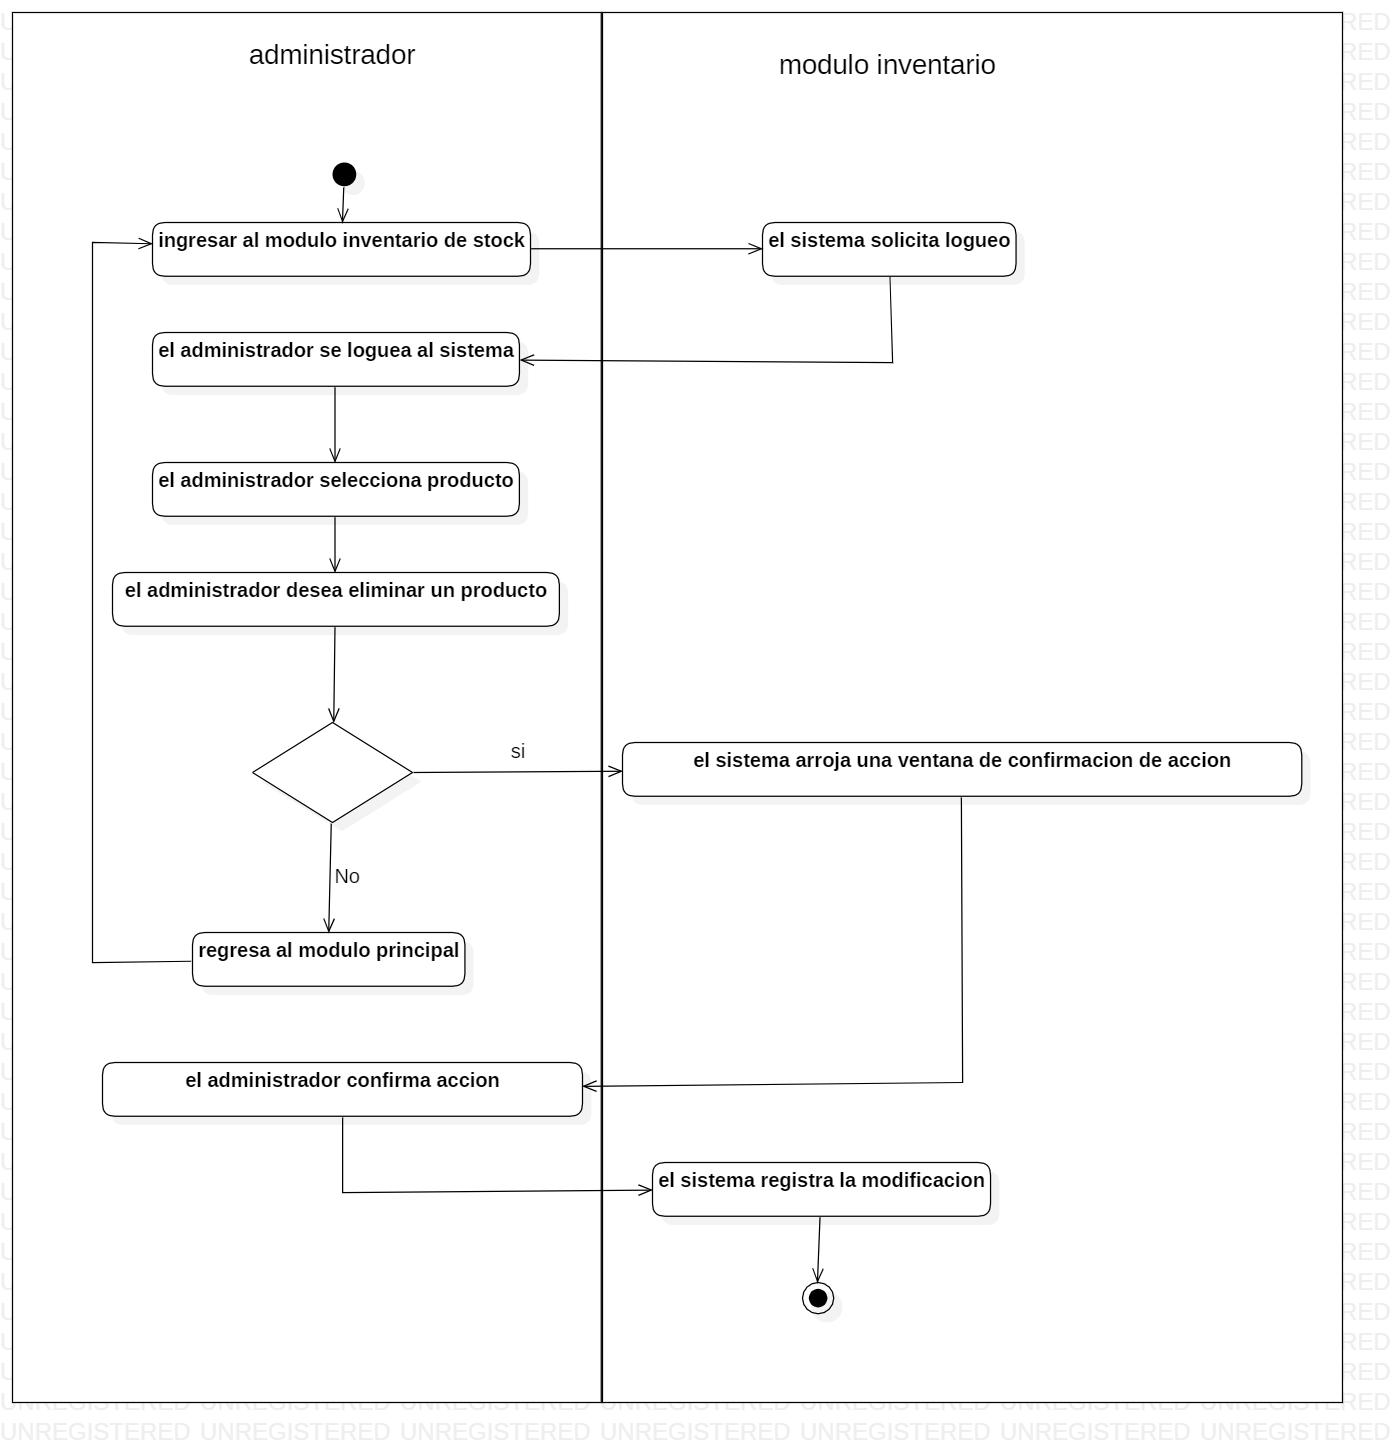 administrador
modulo inventario
ingresar al modulo inventario de stock
el sistema solicita logueo
el administrador se loguea al sistema
el administrador selecciona producto
el administrador desea eliminar un producto
si
el sistema arroja una ventana de confirmacion de accion
No
regresa al modulo principal
el administrador confirma accion
el sistema registra la modificacion
UNREGISTERED UNREGISTERED UNREGISTERED UNREGISTERED UNREGISTERED UNREGISTERED UNREGISTERED